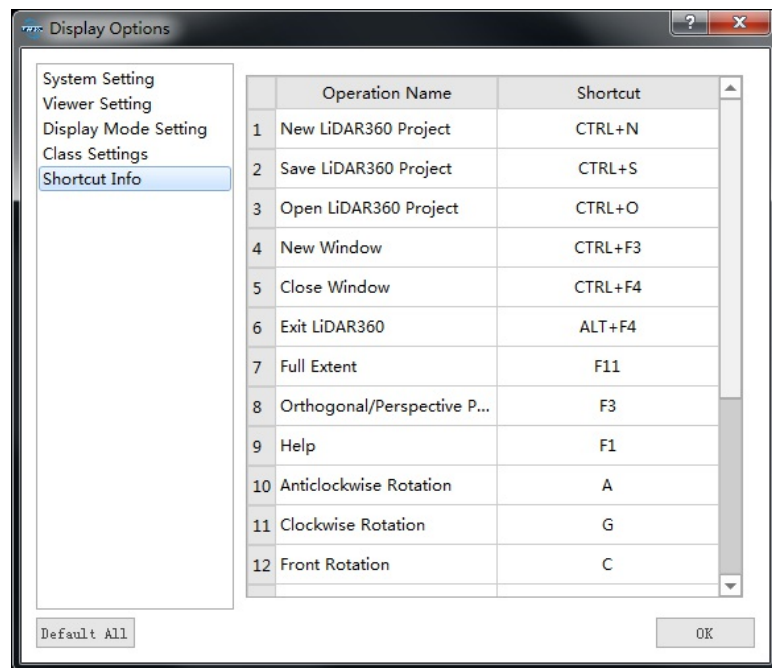 Display Options
System Setting
Viewer Setting
Display Mode Setting
Class Settings
Shortcut Info
Operation Name Shortcut
1 New LiDAR360 Project CTRL+N
2 Save LiDAR360 Project CTRL+S
3 Open LiDAR360 Project CTRL+O
4 New Window CTRL+F3
5 Close Window CTRL+F4
6 Exit LiDAR360 ALT+F4
7 Full Extent F11
8 Orthogonal/Perspective P... F3
9 Help F1
10 Anticlockwise Rotation A
11 Clockwise Rotation G
12 Front Rotation C
Default All OK